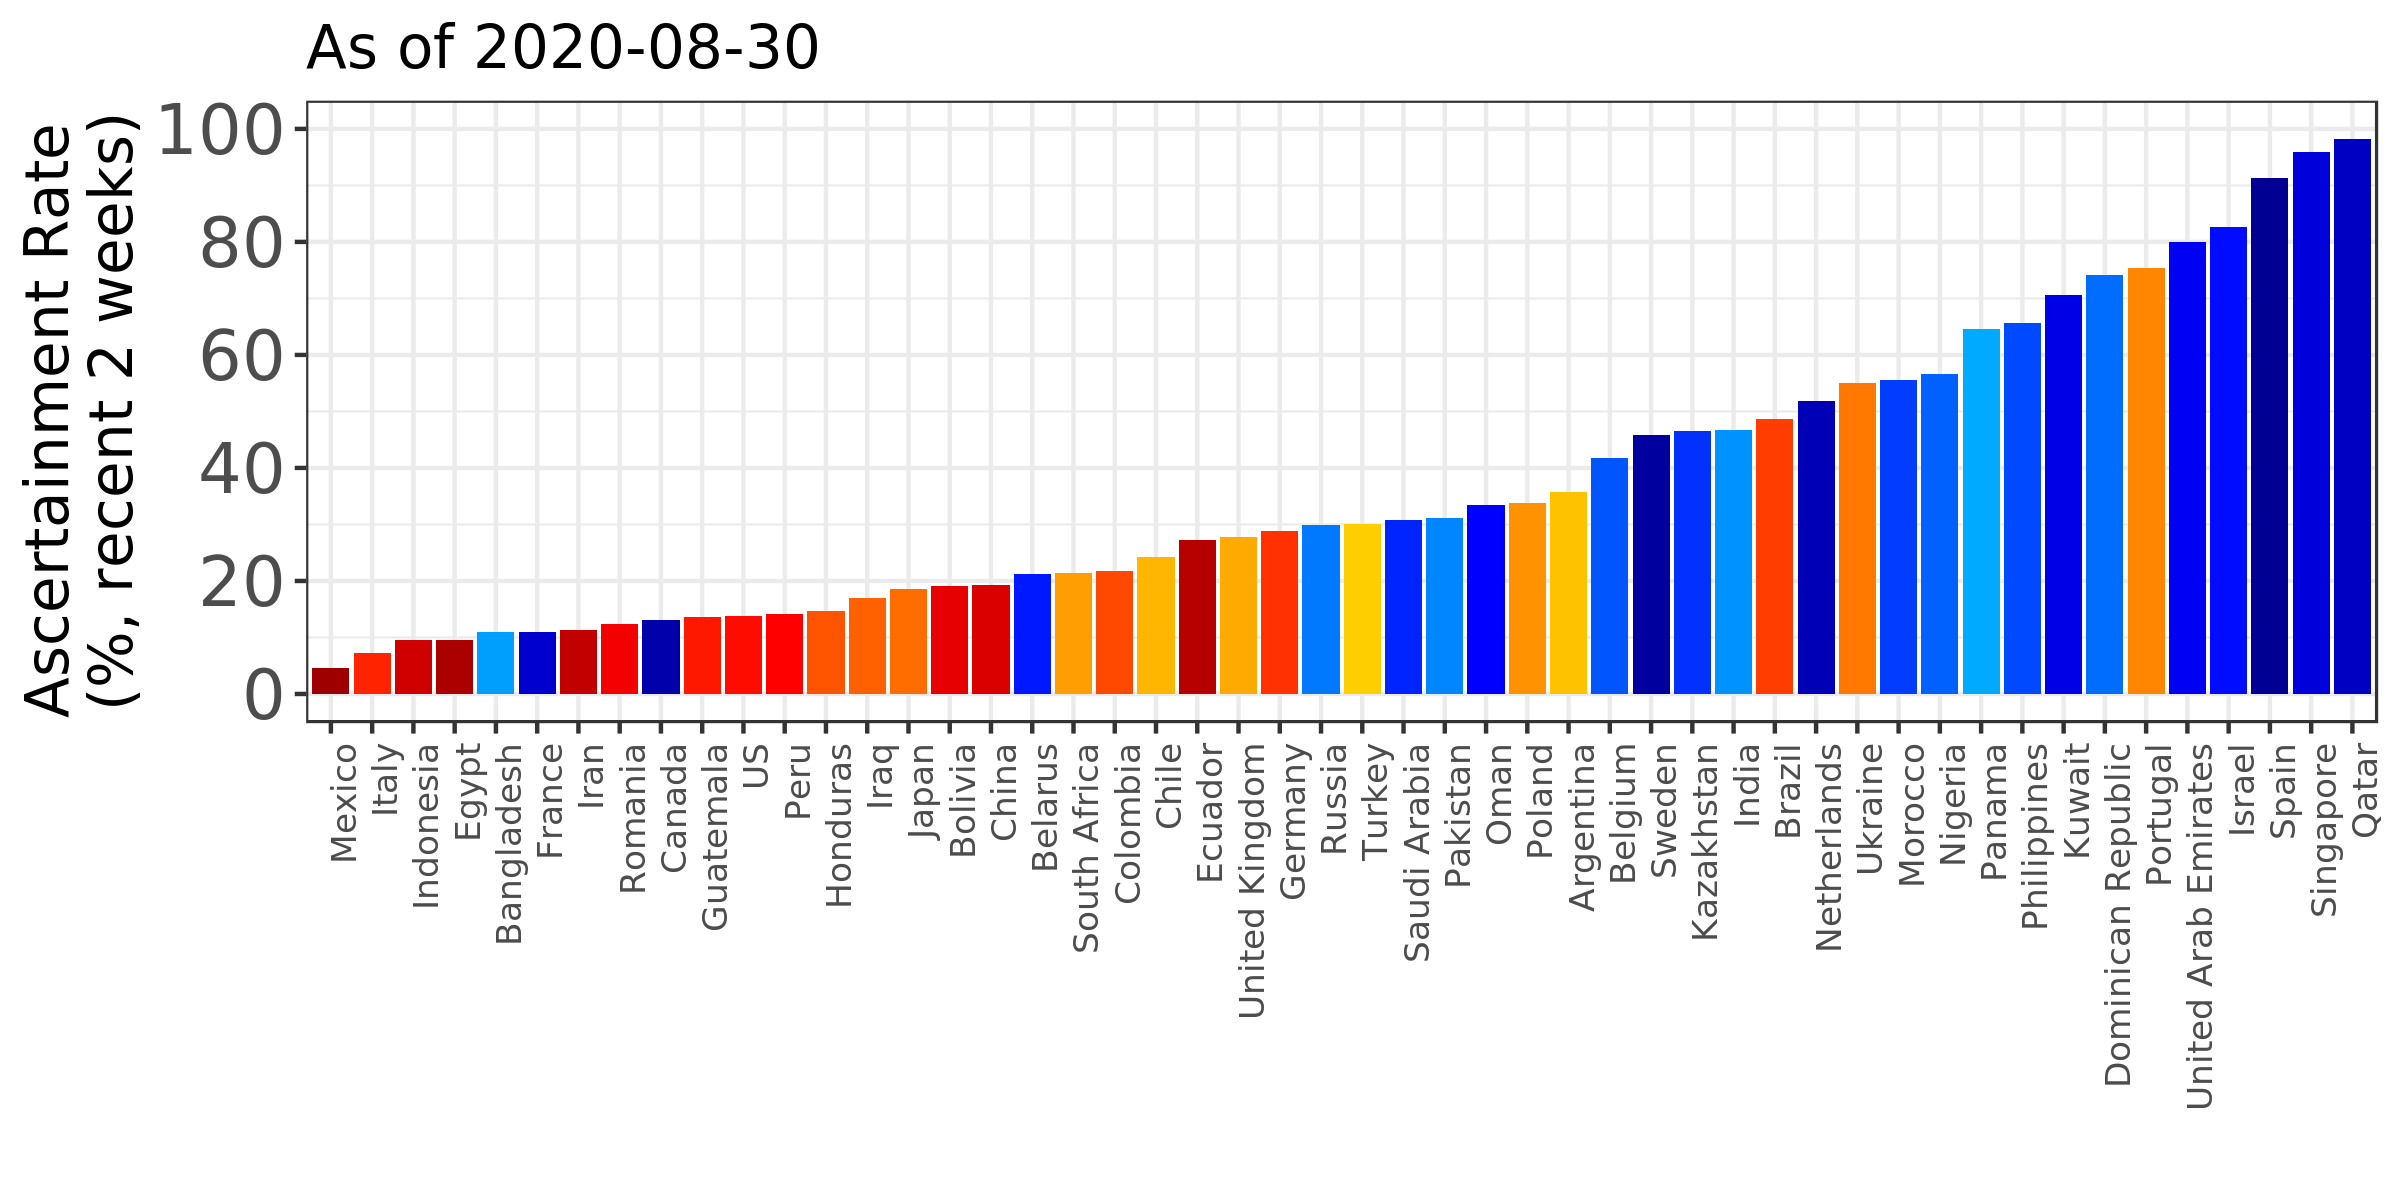 As of 2020-08-30
Ascertainment Rate
(%, recent 2 weeks)
100
80
60
40
20
0
Mexico
Italy
Indonesia
Egypt
Bangladesh
France
Iran
Romania
Canada
Guatemala
US
Peru
Honduras
Iraq
Japan
Bolivia
China
Belarus
South Africa
Colombia
Chile
Ecuador
United Kingdom
Germany
Russia
Turkey
Saudi Arabia
Pakistan
Oman
Poland
Argentina
Belgium
Sweden
Kazakhstan
India
Brazil
Netherlands
Ukraine
Morocco
Nigeria
Panama
Philippines
Kuwait
Dominican Republic
Portugal
United Arab Emirates
Israel
Spain
Singapore
Qatar